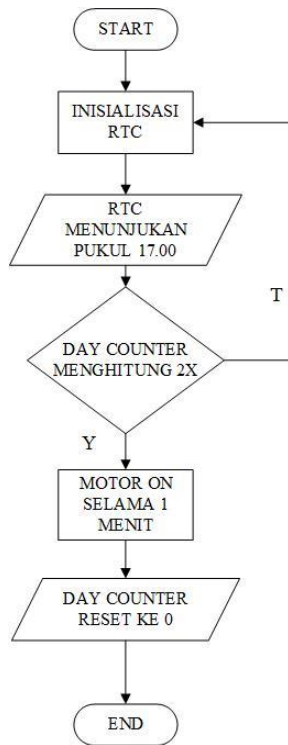 START
INISIALISASI
RTC
RTC
MENUNJUKAN
PUKUL 17.00
T
DAY COUNTER
MENGHITUNG 2X
Y
MOTOR ON
SELAMA 1
MENIT
DAY COUNTER
RESET KE 0
END